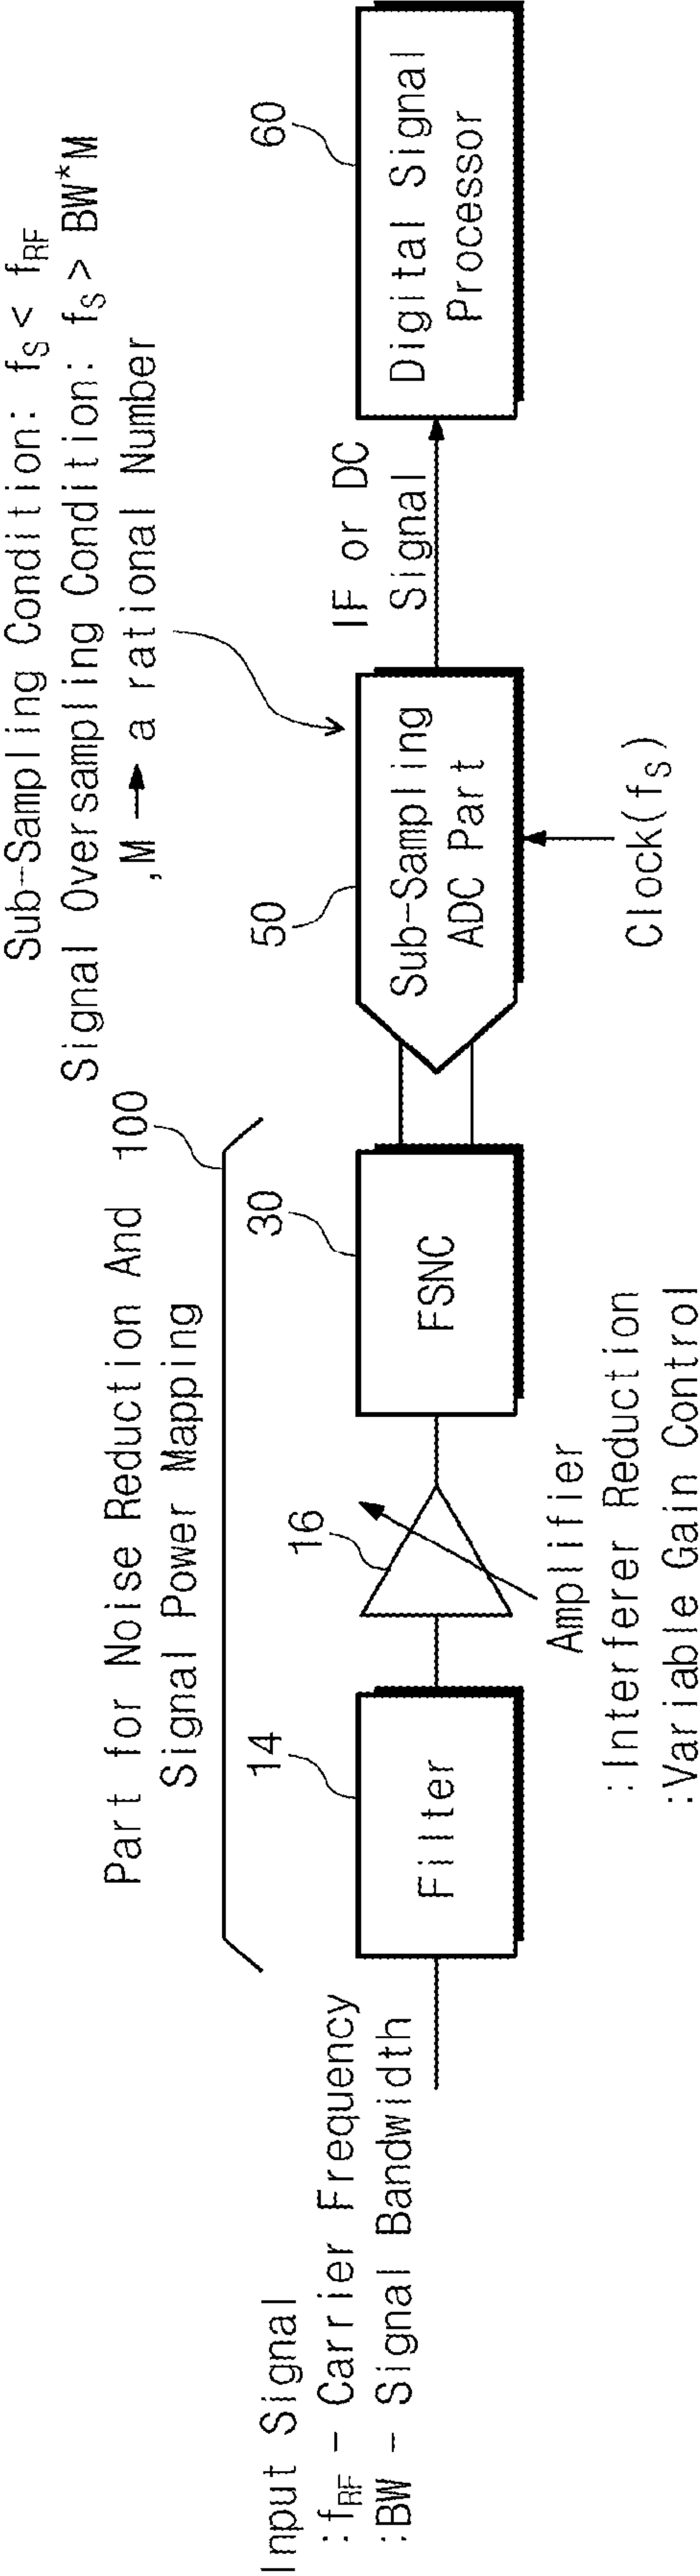 Sub-Sampling Condition: fS < fRF
Signal Oversampling Condition: fS > BW*M
,M → a rational Number
Part for Noise Reduction And
Signal Power Mapping
100
Input Signal
:fRF - Carrier Frequency
:BW - Signal Bandwidth
14
Filter
16
Amplifier
:Interferer Reduction
:Variable Gain Control
30
FSNC
50
Sub-Sampling
ADC Part
Clock(fS)
IF or DC
Signal
60
Digital Signal
Processor